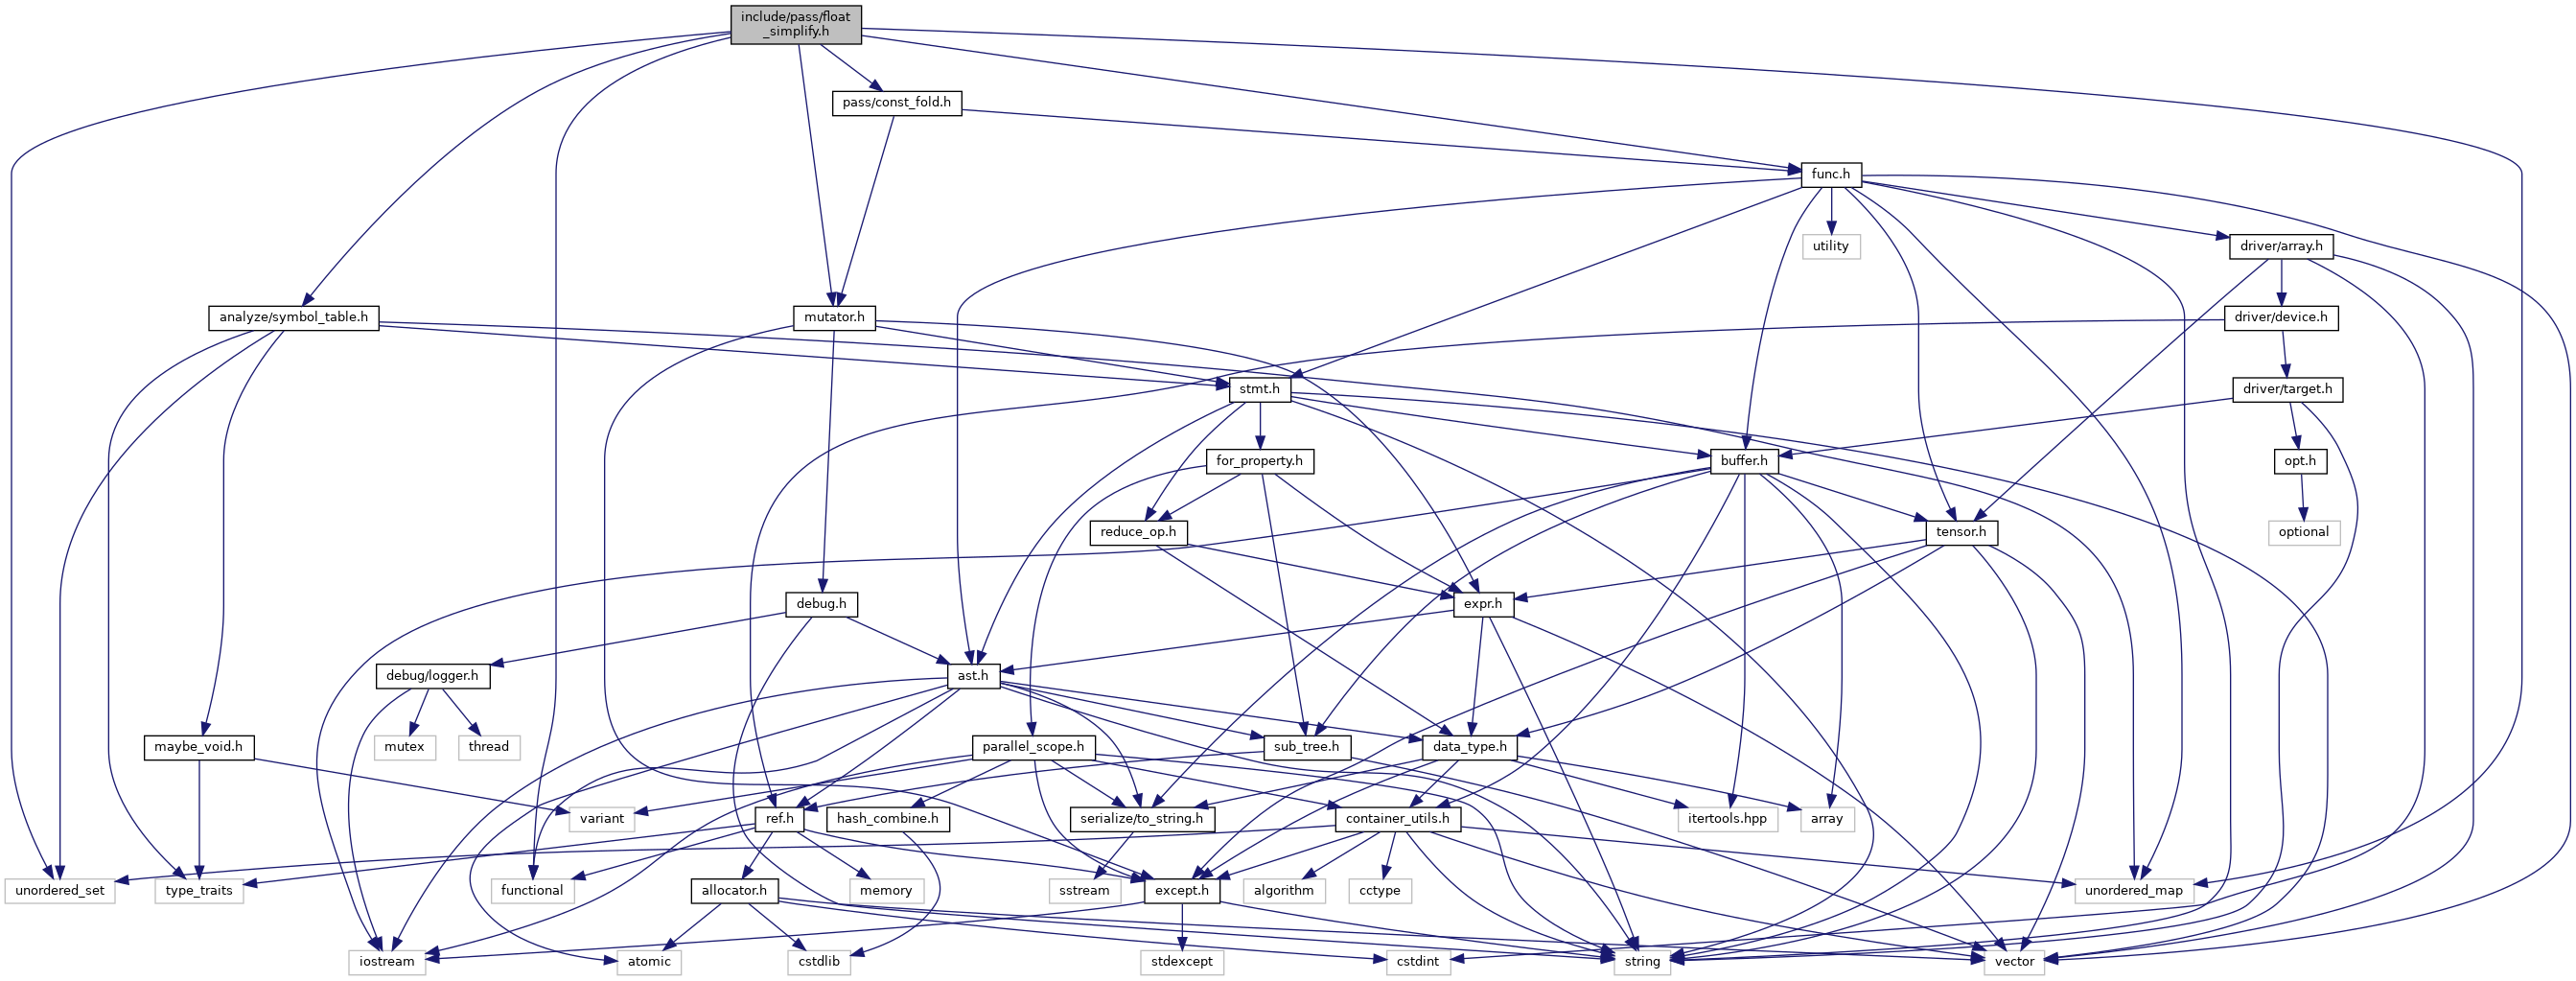 include/pass/float
_simplify.h
pass/const_fold.h
func.h
utility
driver/array.h
analyze/symbol_table.h
mutator.h
driver/device.h
stmt.h
driver/target.h
for_property.h
buffer.h
opt.h
reduce_op.h
tensor.h
optional
debug.h
expr.h
debug/logger.h
ast.h
maybe_void.h
mutex
thread
parallel_scope.h
sub_tree.h
data_type.h
variant
ref.h
hash_combine.h
serialize/to_string.h
container_utils.h
itertools.hpp
array
unordered_set
type_traits
functional
allocator.h
memory
sstream
except.h
algorithm
cctype
unordered_map
iostream
atomic
cstdlib
stdexcept
cstdint
string
vector